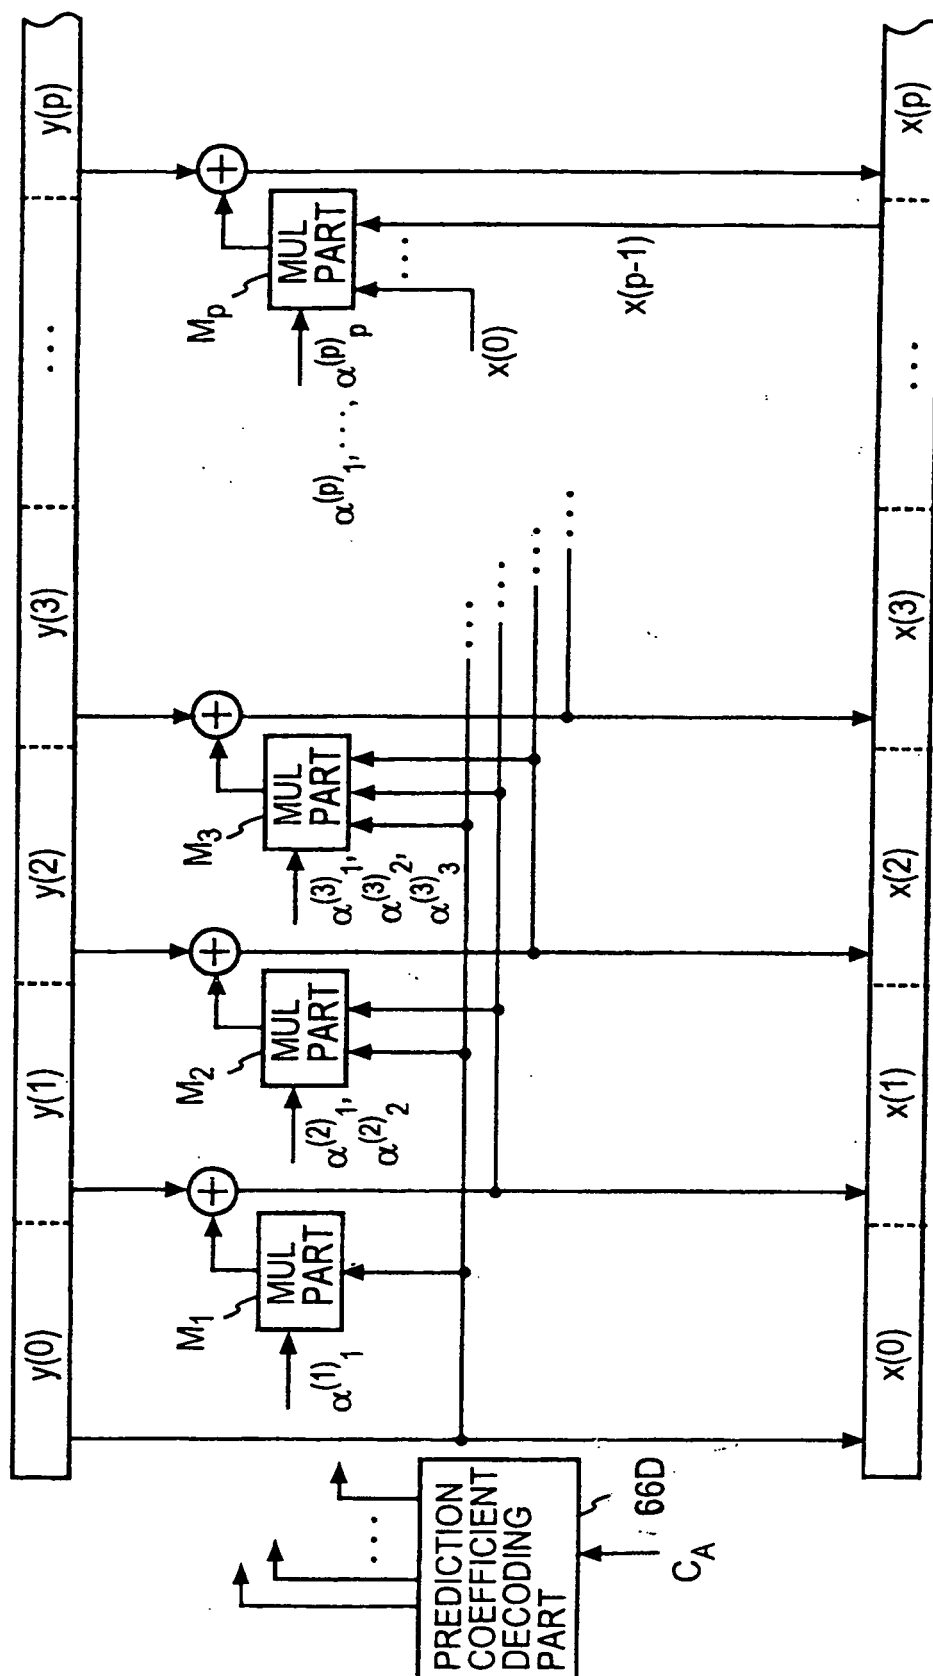 y(0)
y(1)
y(2)
y(3)
...
y(p)
M1
MUL
PART
α(1)1
M2
MUL
PART
α(2)1,
α(2)2
M3
MUL
PART
α(3)1,
α(3)2,
α(3)3
Mp
MUL
PART
α(p)1, ..., α(p)p
...
x(0)
x(p-1)
...
...
...
...
...
PREDICTION
COEFFICIENT
DECODING
PART
66D
CA
x(0)
x(1)
x(2)
x(3)
...
x(p)